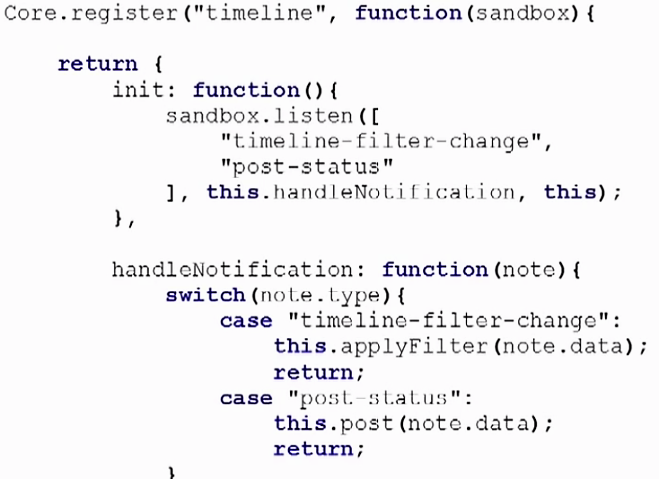 Core.register("timeline", function(sandbox){
return {
init: function(){
sandbox.listen([
"timeline-filter-change",
"post-status"
], this.handleNotification, this);
},
handleNotification: function(note){
switch(note.type){
case "timeline-filter-change":
this.applyFilter(note.data);
return;
case "post-status":
this.post(note.data);
return;
}